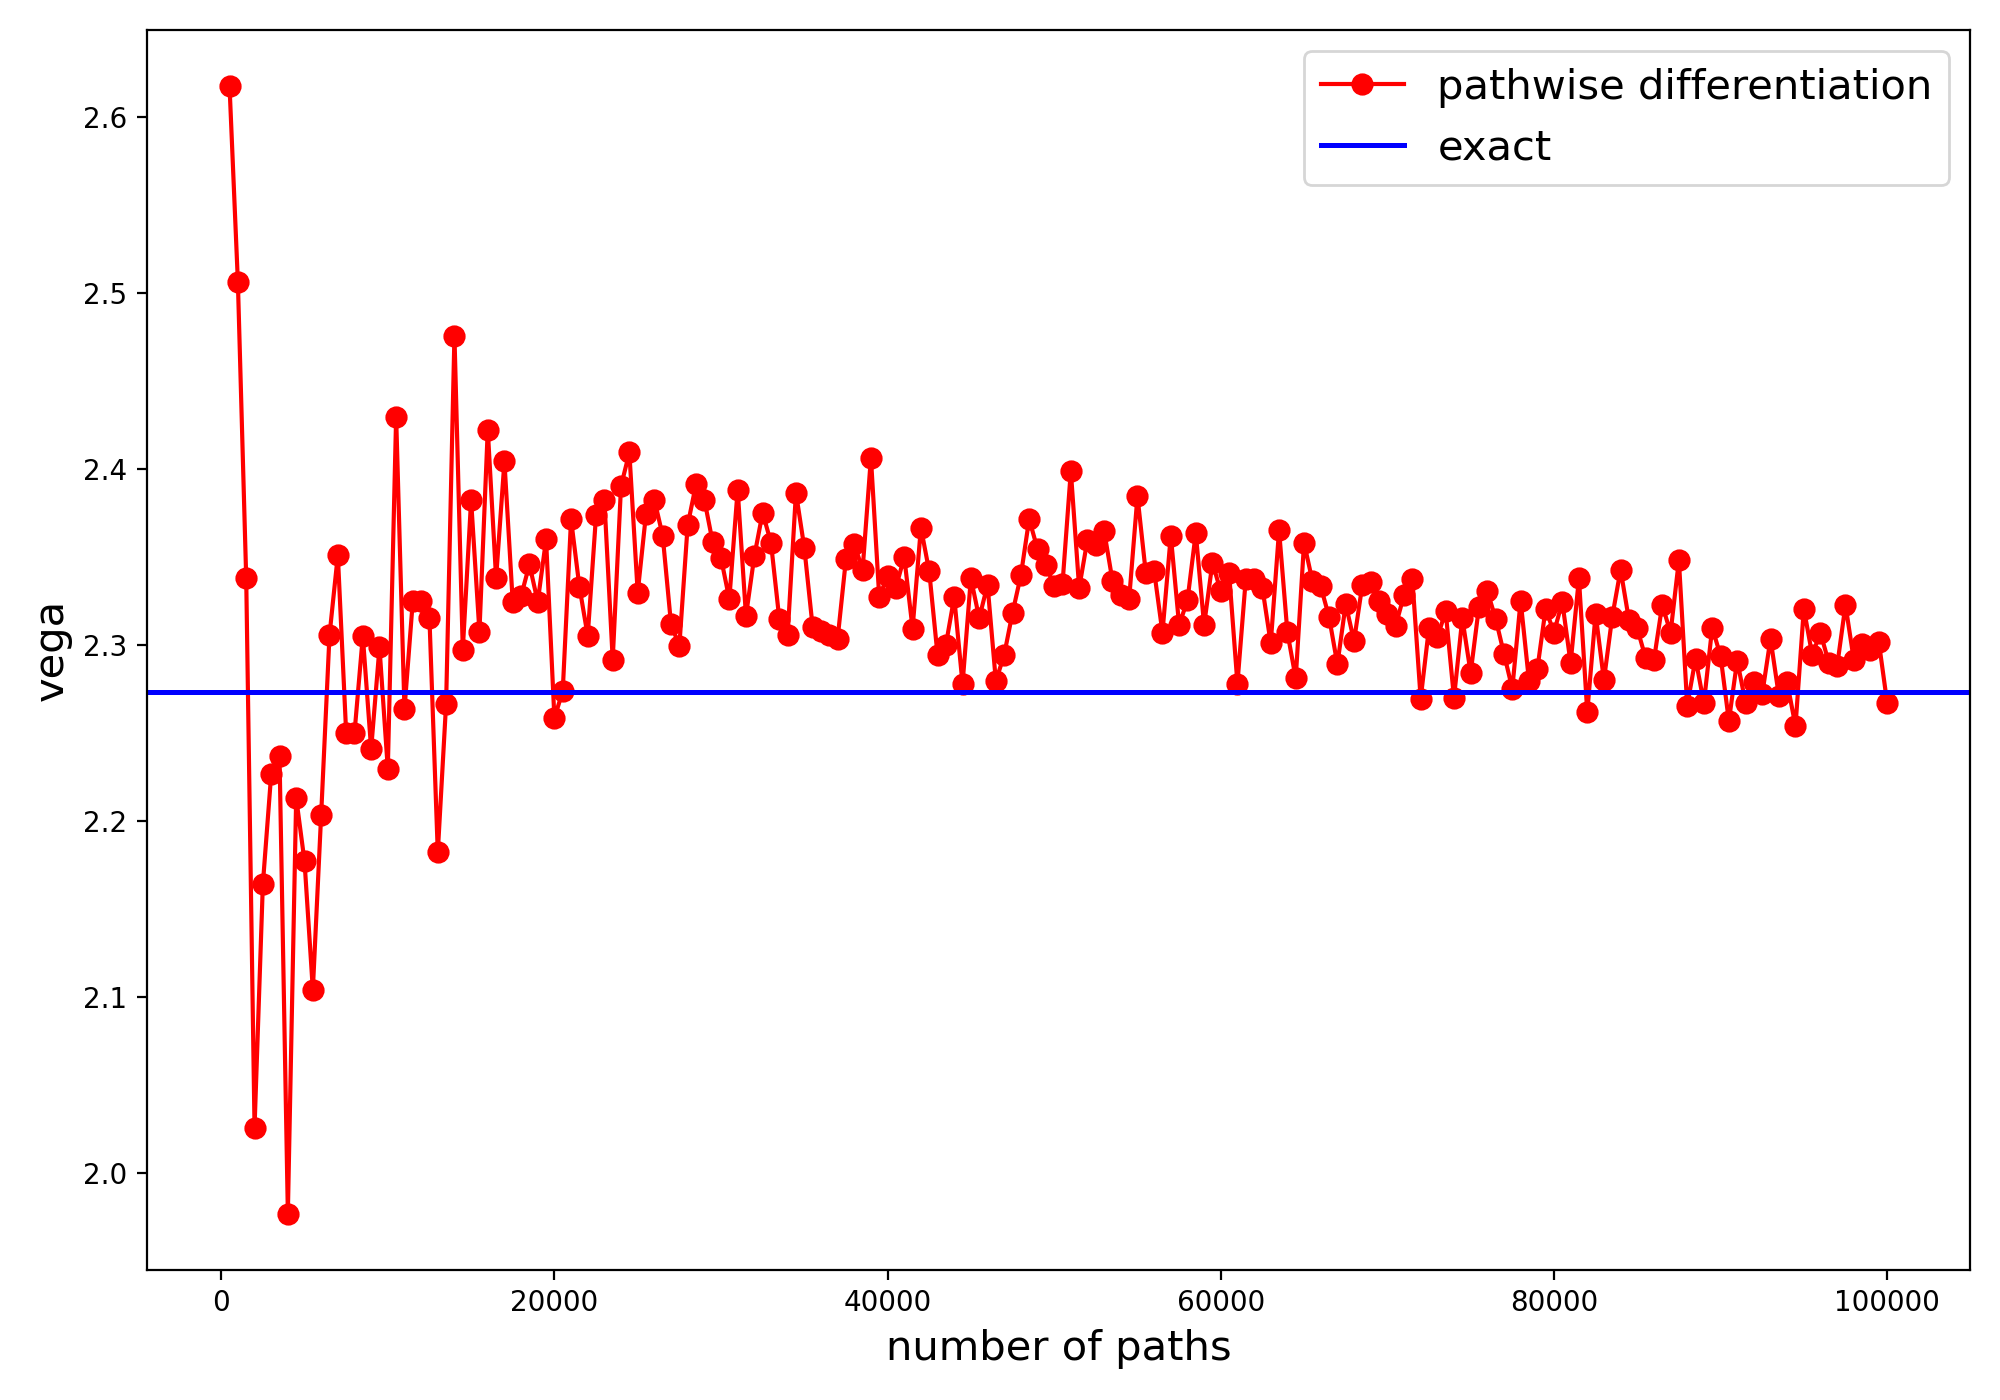 pathwise differentiation
exact
2.6
2.5
2.4
2.3
2.2
2.1
2.0
vega
0 20000 40000 60000 80000 100000
number of paths